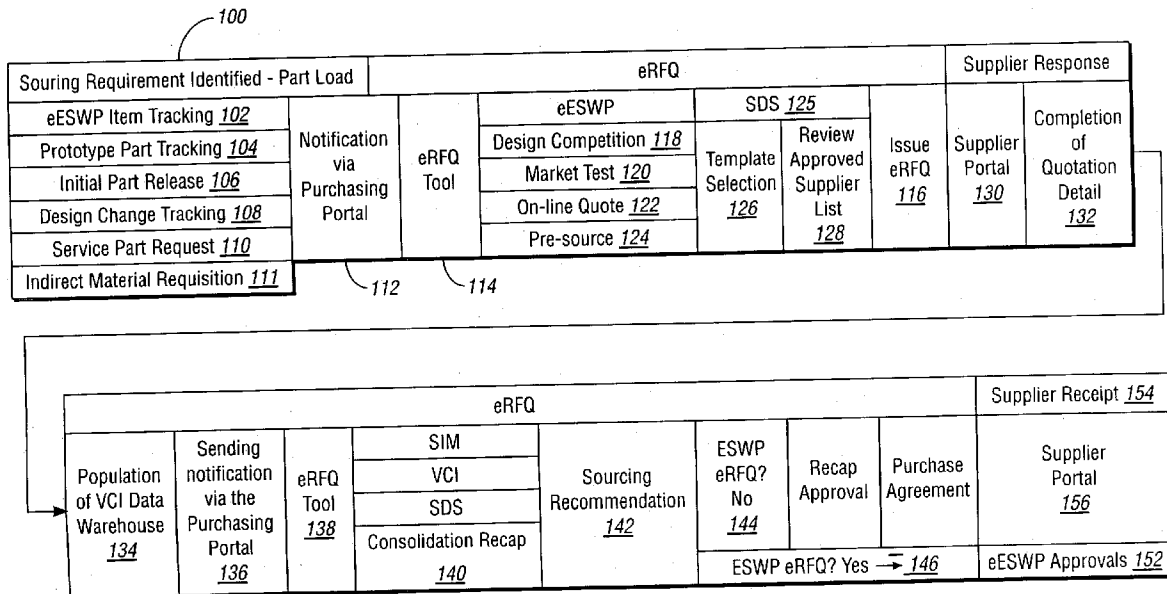 100
Souring Requirement Identified - Part Load
eRFQ
Supplier Response
eESWP Item Tracking 102
Prototype Part Tracking 104
Initial Part Release 106
Design Change Tracking 108
Service Part Request 110
Indirect Material Requisition 111
Notification
via
Purchasing
Portal
112
eRFQ
Tool
114
eESWP
Design Competition 118
Market Test 120
On-line Quote 122
Pre-source 124
SDS 125
Template
Selection
126
Review
Approved
Supplier
List
128
Issue
eRFQ
116
Supplier
Portal
130
Completion
of
Quotation
Detail
132
eRFQ
Supplier Receipt 154
Population
of VCI Data
Warehouse
134
Sending
notification
via the
Purchasing
Portal
136
eRFQ
Tool
138
SIM
VCI
SDS
Consolidation Recap
140
Sourcing
Recommendation
142
ESWP
eRFQ?
No
144
Recap
Approval
Purchase
Agreement
ESWP eRFQ? Yes → 146
Supplier
Portal
156
eESWP Approvals 152